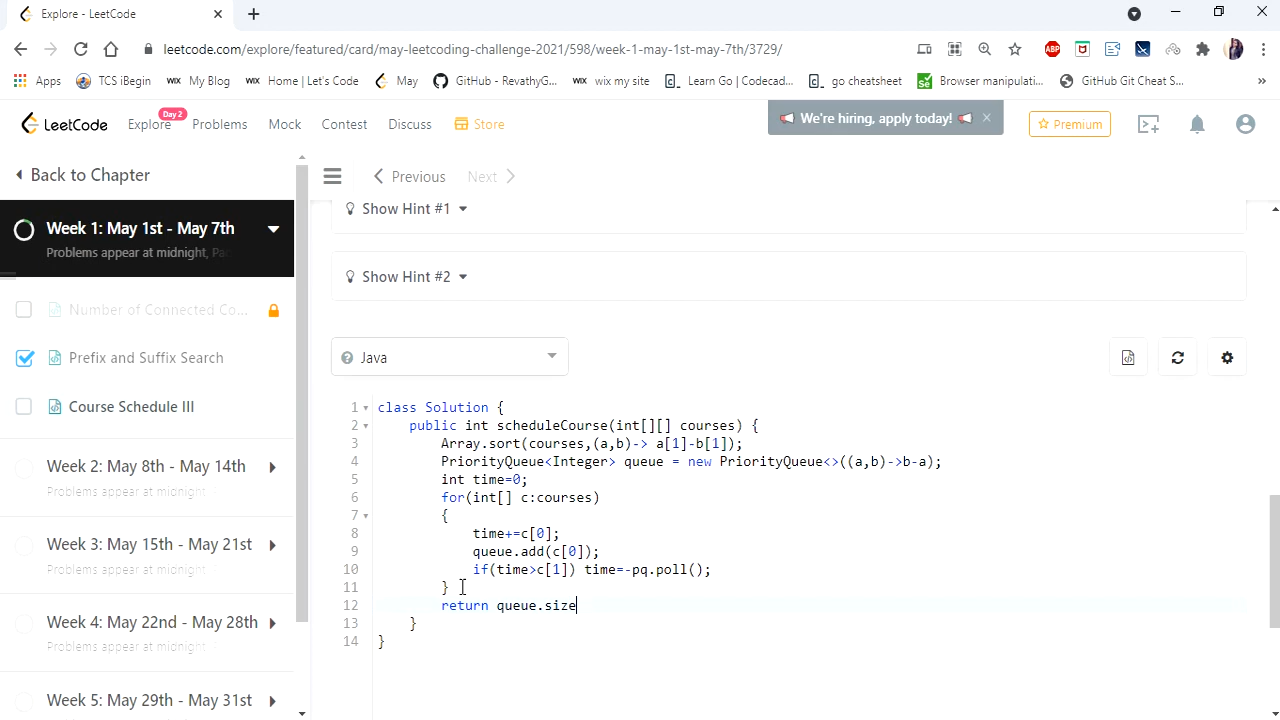 Explore - LeetCode
leetcode.com/explore/featured/card/may-leetcoding-challenge-2021/598/week-1-may-1st-may-7th/3729/
ABP
Apps TCS iBegin WIX My Blog WIX Home | Let's Code May GitHub - RevathyG... WIX wix my site Learn Go | Codecad... go cheatsheet Se Browser manipulati... GitHub Git Cheat S... »
LeetCode Explore Day 2 Problems Mock Contest Discuss Store We're hiring, apply today! Premium
Back to Chapter
Previous Next
Week 1: May 1st - May 7th
Problems appear at midnight, Pac
Number of Connected Co...
Prefix and Suffix Search
Course Schedule III
Week 2: May 8th - May 14th
Problems appear at midnight
Week 3: May 15th - May 21st
Problems appear at midnight
Week 4: May 22nd - May 28th
Problems appear at midnight
Week 5: May 29th - May 31st
Show Hint #1
Show Hint #2
Java
1 class Solution {
2 public int scheduleCourse(int[][] courses) {
3 Array.sort(courses,(a,b)-> a[1]-b[1]);
4 PriorityQueue<Integer> queue = new PriorityQueue<>((a,b)->b-a);
5 int time=0;
6 for(int[] c:courses)
7 {
8 time+=c[0];
9 queue.add(c[0]);
10 if(time>c[1]) time=-pq.poll();
11 }
12 return queue.size
13 }
14 }